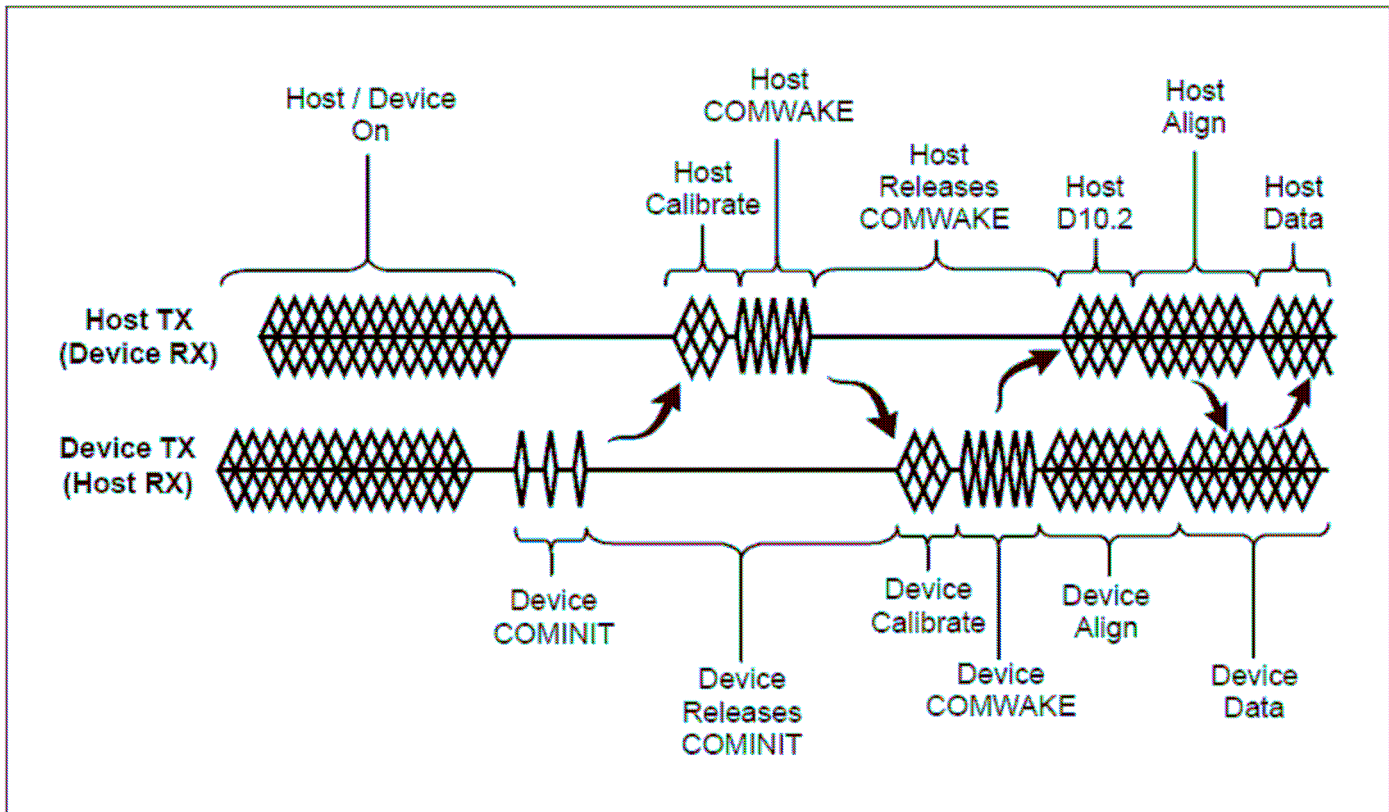 Host / Device
On
Host
COMWAKE
Host
Calibrate
Host
Releases
COMWAKE
Host
D10.2
Host
Align
Host
Data
Host TX
(Device RX)
Device TX
(Host RX)
Device
COMINIT
Device
Releases
COMINIT
Device
Calibrate
Device
COMWAKE
Device
Align
Device
Data